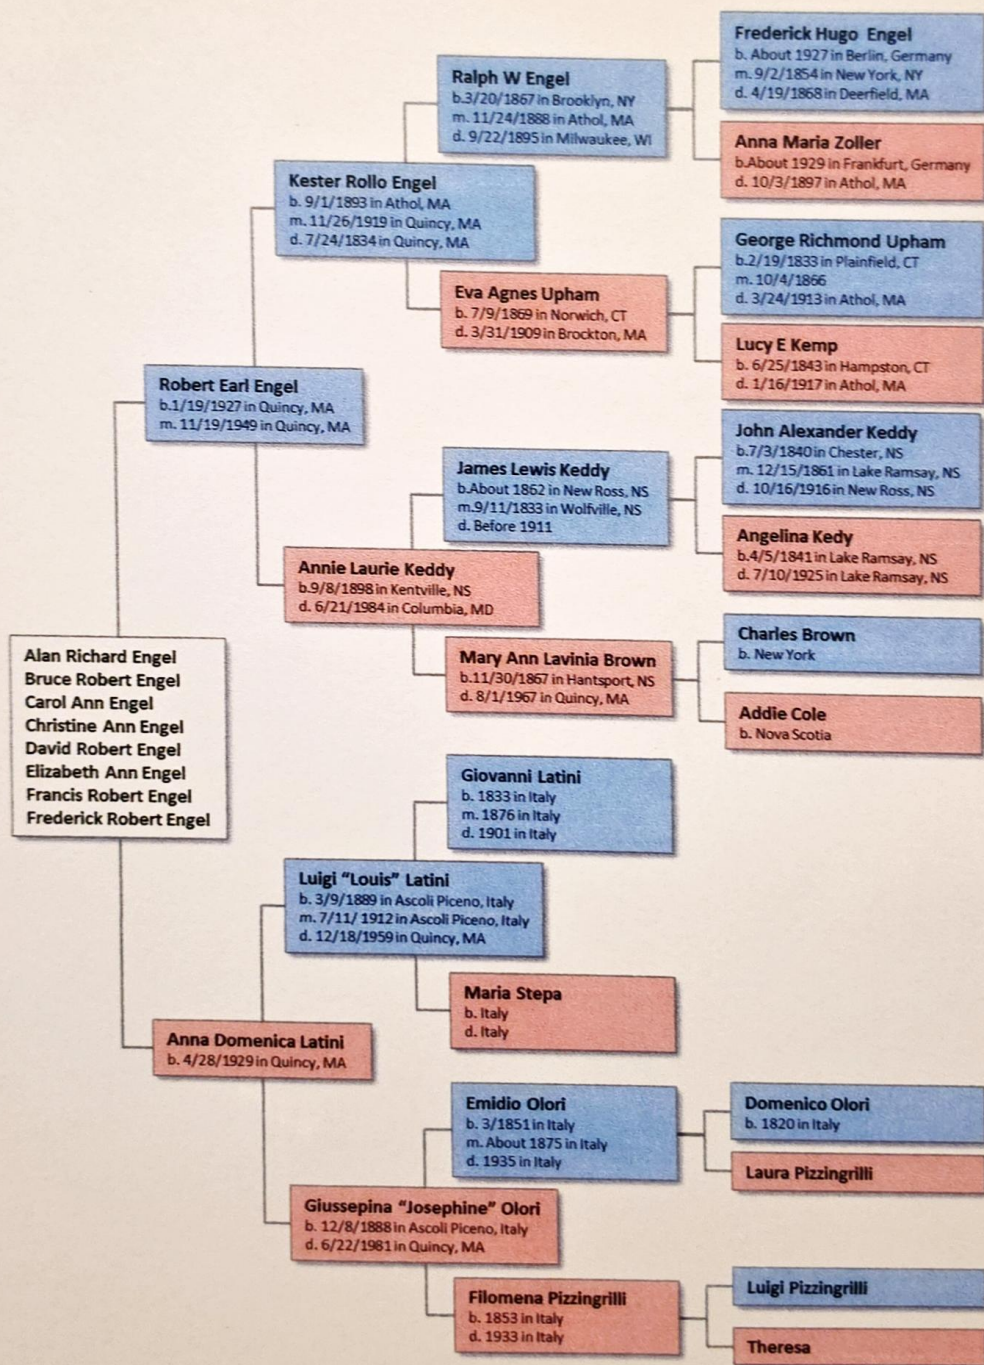 Frederick Hugo Engel
b. About 1927 in Berlin, Germany
m. 9/2/1854 in New York, NY
d. 4/19/1868 in Deerfield, MA
Ralph W Engel
b.3/20/1867 in Brooklyn, NY
m. 11/24/1888 in Athol, MA
d. 9/22/1895 in Milwaukee, WI
Anna Maria Zoller
b.About 1929 in Frankfurt, Germany
d. 10/3/1897 in Athol, MA
Kester Rollo Engel
b. 9/1/1893 in Athol, MA
m. 11/26/1919 in Quincy, MA
d. 7/24/1834 in Quincy, MA
George Richmond Upham
b.2/19/1833 in Plainfield, CT
m. 10/4/1866
d. 3/24/1913 in Athol, MA
Eva Agnes Upham
b. 7/9/1869 in Norwich, CT
d. 3/31/1909 in Brockton, MA
Lucy E Kemp
b. 6/25/1843 in Hampston, CT
d. 1/16/1917 in Athol, MA
Robert Earl Engel
b.1/19/1927 in Quincy, MA
m. 11/19/1949 in Quincy, MA
John Alexander Keddy
b.7/3/1840 in Chester, NS
m. 12/15/1861 in Lake Ramsay, NS
d. 10/16/1916 in New Ross, NS
James Lewis Keddy
b.About 1862 in New Ross, NS
m.9/11/1833 in Wolfville, NS
d. Before 1911
Angelina Kedy
b.4/5/1841 in Lake Ramsay, NS
d. 7/10/1925 in Lake Ramsay, NS
Annie Laurie Keddy
b.9/8/1898 in Kentville, NS
d. 6/21/1984 in Columbia, MD
Charles Brown
b. New York
Mary Ann Lavinia Brown
b.11/30/1867 in Hantsport, NS
d. 8/1/1967 in Quincy, MA
Addie Cole
b. Nova Scotia
Alan Richard Engel
Bruce Robert Engel
Carol Ann Engel
Christine Ann Engel
David Robert Engel
Elizabeth Ann Engel
Francis Robert Engel
Frederick Robert Engel
Giovanni Latini
b. 1833 in Italy
m. 1876 in Italy
d. 1901 in Italy
Luigi “Louis” Latini
b. 3/9/1889 in Ascoli Piceno, Italy
m. 7/11/ 1912 in Ascoli Piceno, Italy
d. 12/18/1959 in Quincy, MA
Maria Stepa
b. Italy
d. Italy
Anna Domenica Latini
b. 4/28/1929 in Quincy, MA
Emidio Olori
b. 3/1851 in Italy
m. About 1875 in Italy
d. 1935 in Italy
Domenico Olori
b. 1820 in Italy
Laura Pizzingrilli
Giussepina “Josephine” Olori
b. 12/8/1888 in Ascoli Piceno, Italy
d. 6/22/1981 in Quincy, MA
Filomena Pizzingrilli
b. 1853 in Italy
d. 1933 in Italy
Luigi Pizzingrilli
Theresa